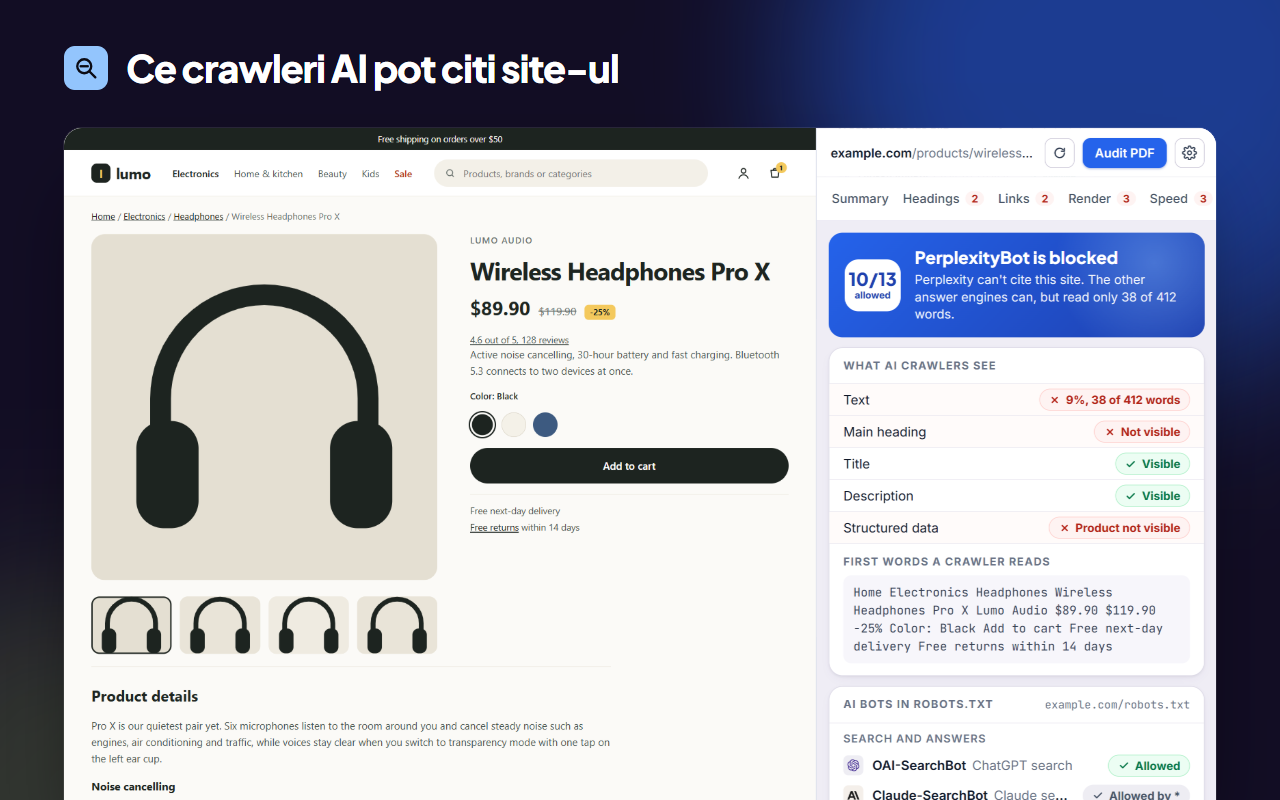 Ce crawleri AI pot citi site-ul
Free shipping on orders over $50
lumo
Electronics
Home & kitchen
Beauty
Kids
Sale
Products, brands or categories
1
Home / Electronics / Headphones / Wireless Headphones Pro X
LUMO AUDIO
Wireless Headphones Pro X
$89.90 $119.90 -25%
4.6 out of 5, 128 reviews
Active noise cancelling, 30-hour battery and fast charging. Bluetooth
5.3 connects to two devices at once.
Color: Black
Add to cart
Free next-day delivery
Free returns within 14 days
Product details
Pro X is our quietest pair yet. Six microphones listen to the room around you and cancel steady noise such as
engines, air conditioning and traffic, while voices stay clear when you switch to transparency mode with one tap on
the left ear cup.
Noise cancelling
example.com/products/wireless...
Audit PDF
Summary
Headings 2
Links 2
Render 3
Speed 3
10/13
allowed
PerplexityBot is blocked
Perplexity can't cite this site. The other
answer engines can, but read only 38 of 412
words.
WHAT AI CRAWLERS SEE
Text
9%, 38 of 412 words
Main heading
Not visible
Title
Visible
Description
Visible
Structured data
Product not visible
FIRST WORDS A CRAWLER READS
Home Electronics Headphones Wireless
Headphones Pro X Lumo Audio $89.90 $119.90
-25% Color: Black Add to cart Free next-day
delivery Free returns within 14 days
AI BOTS IN ROBOTS.TXT
example.com/robots.txt
SEARCH AND ANSWERS
OAI-SearchBot ChatGPT search
Allowed
Claude-SearchBot Claude se...
Allowed by *